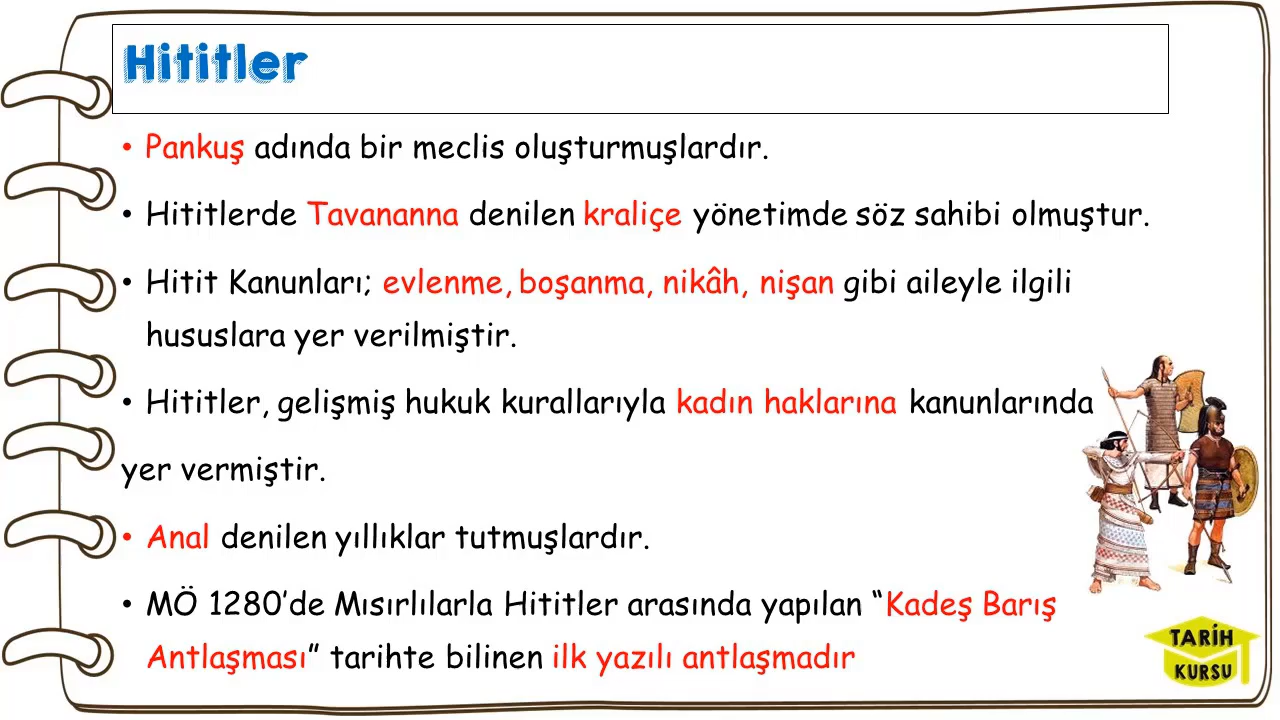 Hititler
• Pankuş adında bir meclis oluşturmuşlardır.
• Hititlerde Tavananna denilen kraliçe yönetimde söz sahibi olmuştur.
• Hitit Kanunları; evlenme, boşanma, nikâh, nişan gibi aileyle ilgili
hususlara yer verilmiştir.
• Hititler, gelişmiş hukuk kurallarıyla kadın haklarına kanunlarında
yer vermiştir.
• Anal denilen yıllıklar tutmuşlardır.
• MÖ 1280’de Mısırlılarla Hititler arasında yapılan “Kadeş Barış
Antlaşması” tarihte bilinen ilk yazılı antlaşmadır
TARİH
KURSU